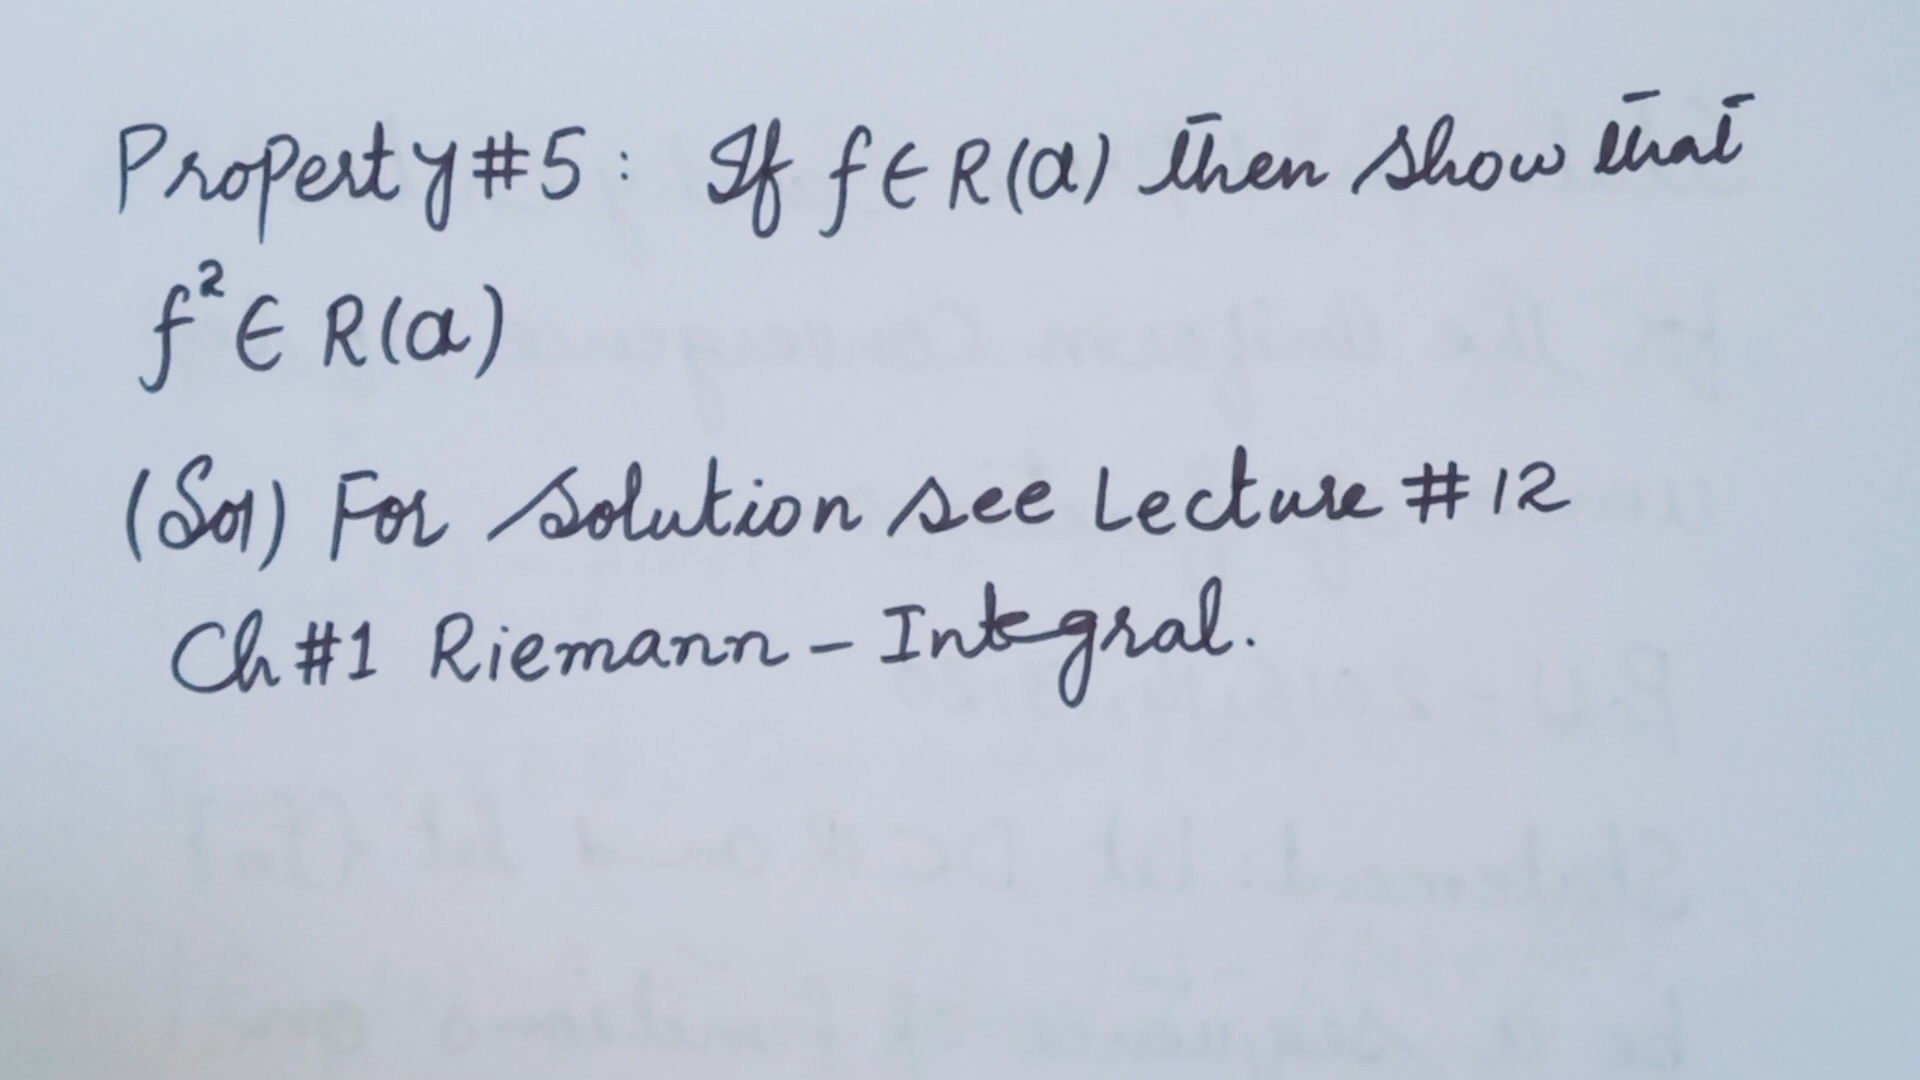 Property #5: If f ∈ R(α) then show that
f² ∈ R(α)
(Sol) For solution see Lecture #12
Ch #1 Riemann - Integral.